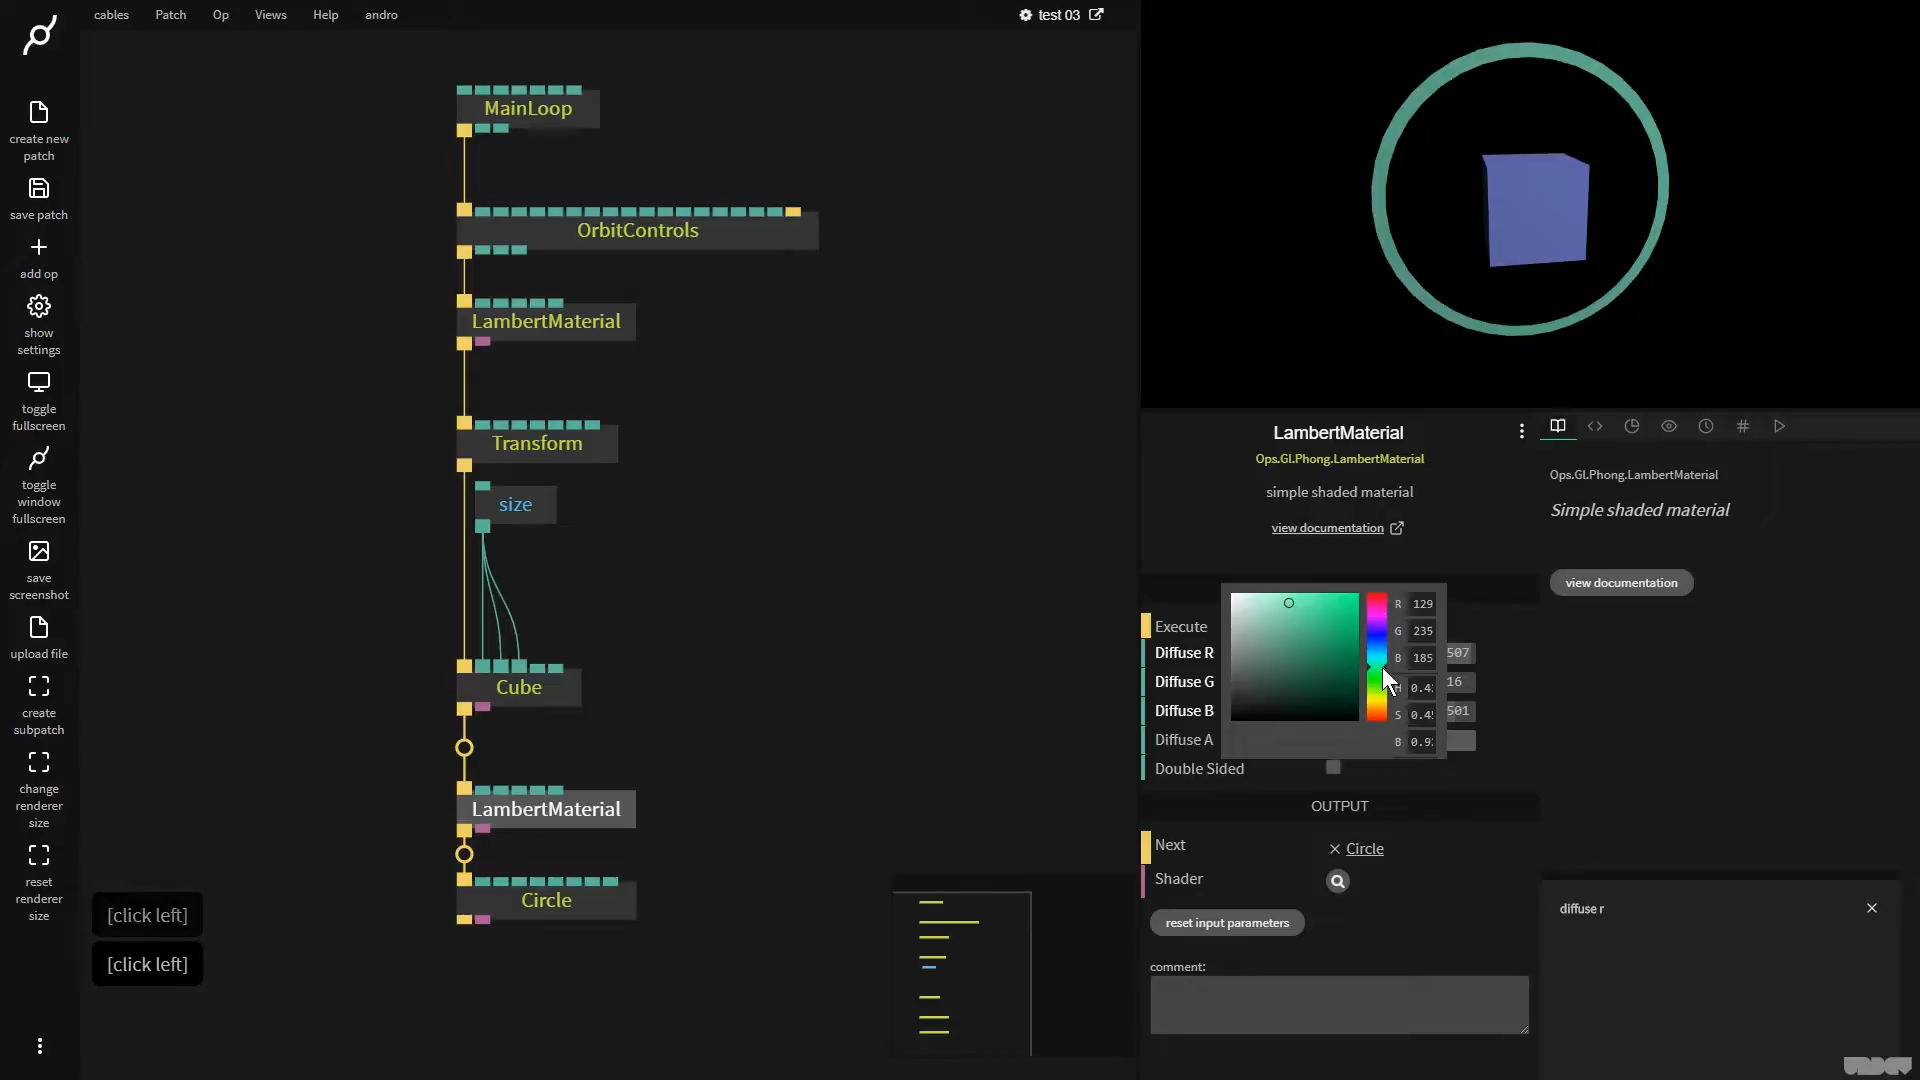 cables
Patch
Op
Views
Help
andro
test 03
create new
patch
save patch
add op
show
settings
toggle
fullscreen
toggle
window
fullscreen
save
screenshot
upload file
create
subpatch
change
renderer
size
reset
renderer
size
MainLoop
OrbitControls
LambertMaterial
Transform
size
Cube
LambertMaterial
Circle
[click left]
[click left]
LambertMaterial
Ops.Gl.Phong.LambertMaterial
simple shaded material
view documentation
Execute
Diffuse R
507
Diffuse G
16
Diffuse B
501
Diffuse A
Double Sided
R 129
G 235
B 185
S
B
OUTPUT
Next
Circle
Shader
reset input parameters
comment:
Ops.Gl.Phong.LambertMaterial
Simple shaded material
view documentation
diffuse r